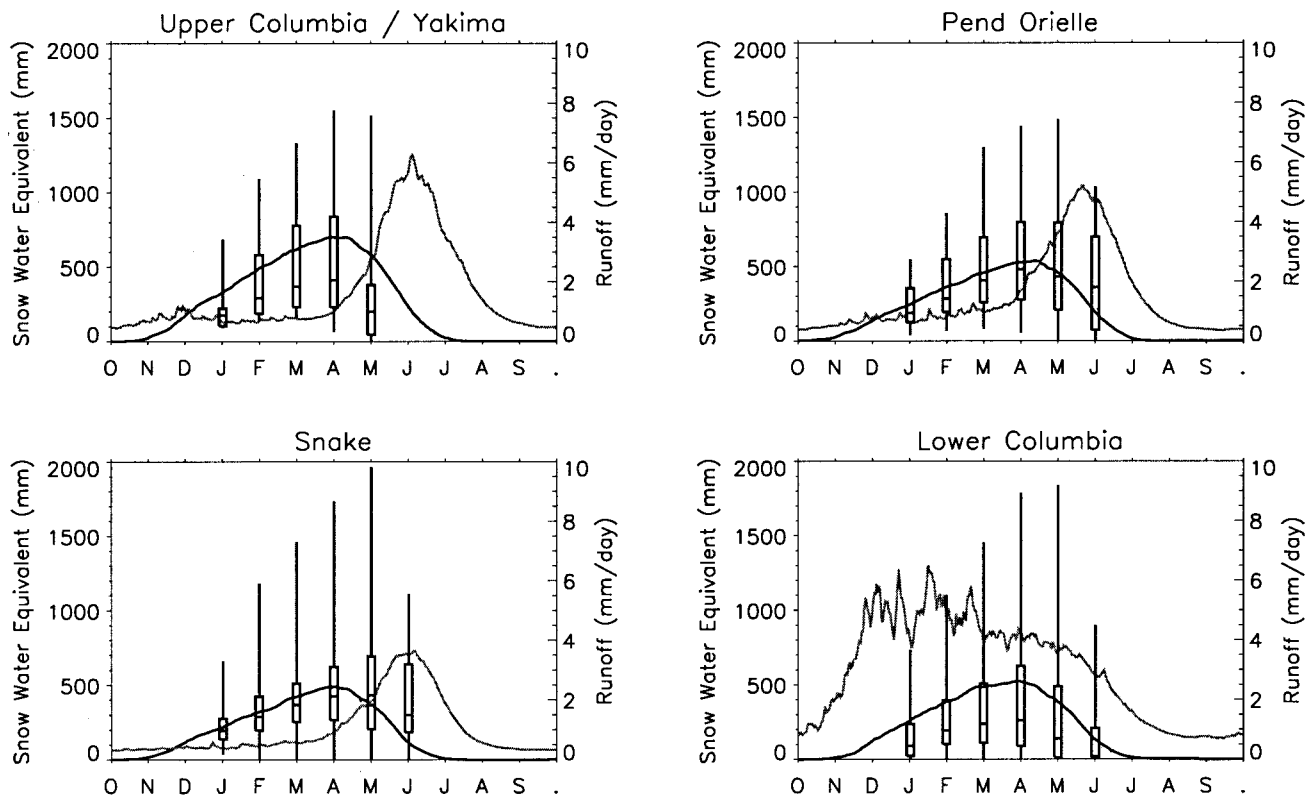 Upper Columbia / Yakima
Snow Water Equivalent (mm)
2000
1500
1000
500
0
10
8
6
4
2
0
Runoff (mm/day)
O N D J F M A M J J A S .
Pend Orielle
Snow Water Equivalent (mm)
2000
1500
1000
500
0
10
8
6
4
2
0
Runoff (mm/day)
O N D J F M A M J J A S .
Snake
Snow Water Equivalent (mm)
2000
1500
1000
500
0
10
8
6
4
2
0
Runoff (mm/day)
O N D J F M A M J J A S .
Lower Columbia
Snow Water Equivalent (mm)
2000
1500
1000
500
0
10
8
6
4
2
0
Runoff (mm/day)
O N D J F M A M J J A S .